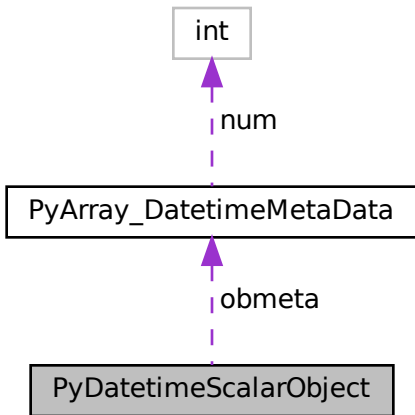 int
num
PyArray_DatetimeMetaData
obmeta
PyDatetimeScalarObject